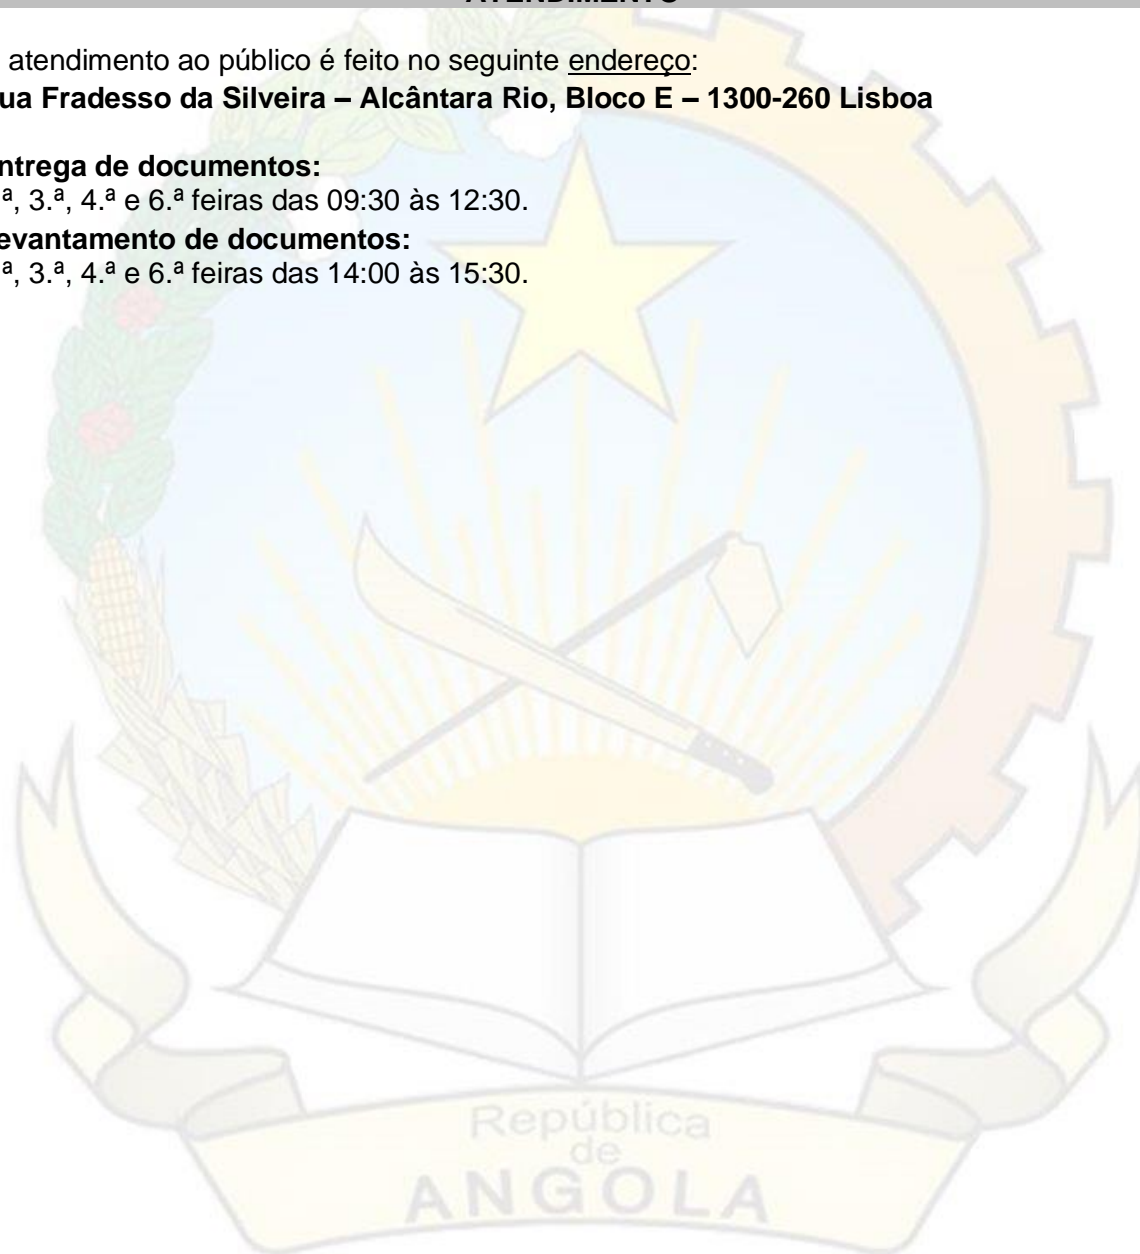 ATENDIMENTO
atendimento ao público é feito no seguinte endereço:
ua Fradesso da Silveira – Alcântara Rio, Bloco E – 1300-260 Lisboa
ntrega de documentos:
ª, 3.ª, 4.ª e 6.ª feiras das 09:30 às 12:30.
evantamento de documentos:
ª, 3.ª, 4.ª e 6.ª feiras das 14:00 às 15:30.
República
de
ANGOLA